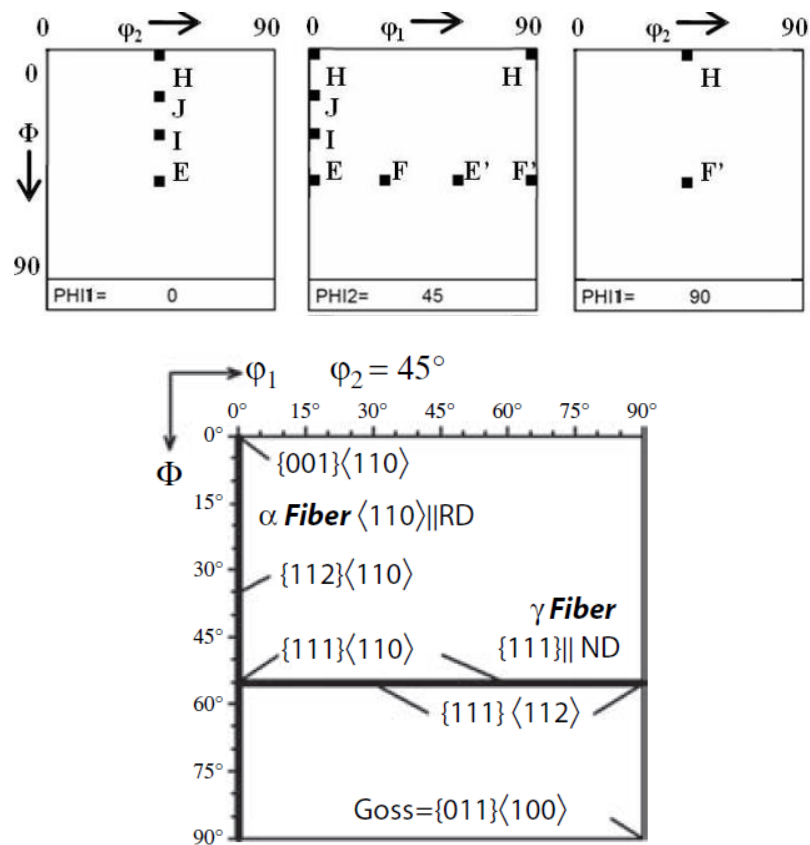 0 φ₂ 90
0 φ₁ 90
0 φ₂ 90
0
Φ
90
H
J
I
E
PHI1= 0
H H
J
I
E F E' F'
PHI2= 45
H
F'
PHI1= 90
φ₁ φ₂ = 45°
0° 15° 30° 45° 60° 75° 90°
Φ
0°
{001}⟨110⟩
15°
α Fiber ⟨110⟩||RD
30°
{112}⟨110⟩
γ Fiber
45°
{111}⟨110⟩ {111}|| ND
60°
{111}⟨112⟩
75°
Goss={011}⟨100⟩
90°